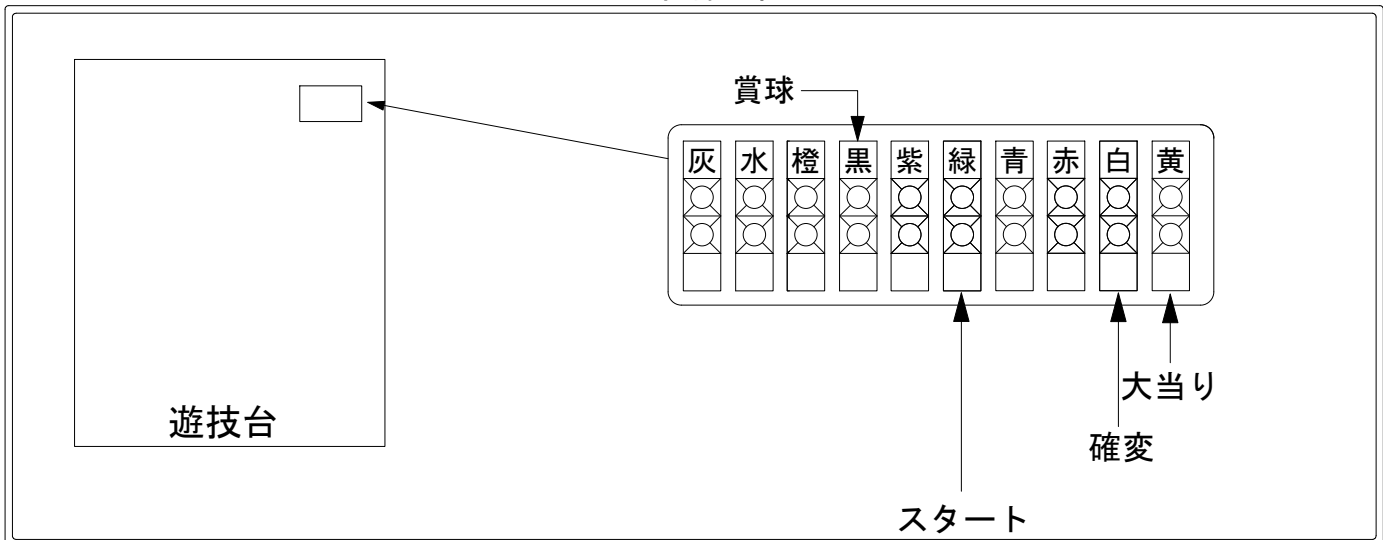 賞球
灰 水 橙 黒 紫 緑 青 赤 白 黄
大当り
遊技台
確変
スタート